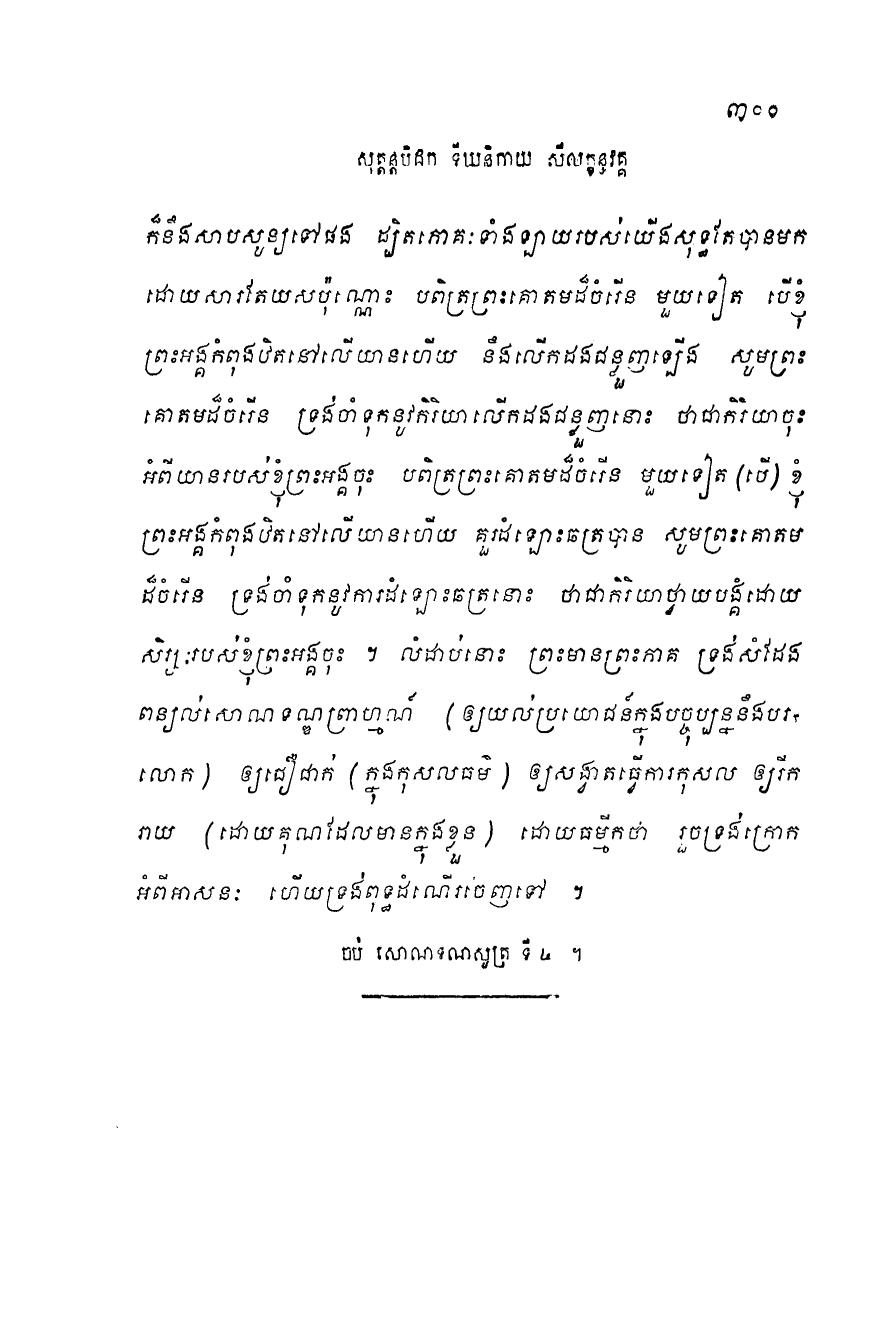 ៣០០
សុត្តន្តបិដក ទីឃនិកាយ សីលក្ខន្ធវគ្គ
ក៏នឹងសាបសូន្យទៅផង ដ្បិតភោគៈទាំងឡាយរបស់យើងសុទ្ធតែបានមក
ដោយសារតែយសប៉ុណ្ណោះ បពិត្រព្រះគោតមដ៏ចំរើន មួយទៀត បើខ្ញុំ
ព្រះអង្គកំពុងឋិតនៅលើយានហើយ នឹងលើកដងជន្លួញឡើង សូមព្រះ
គោតមដ៏ចំរើន ទ្រង់ចាំទុកនូវកិរិយាលើកដងជន្លួញនោះ ថាជាកិរិយាចុះ
អំពីយានរបស់ខ្ញុំព្រះអង្គចុះ បពិត្រព្រះគោតមដ៏ចំរើន មួយទៀត (បើ) ខ្ញុំ
ព្រះអង្គកំពុងឋិតនៅលើយានហើយ គួរដំឡោះឆត្របាន សូមព្រះគោតម
ដ៏ចំរើន ទ្រង់ចាំទុកនូវការដំឡោះឆត្រនោះ ថាជាកិរិយាថ្វាយបង្គំដោយ
សិរ្សៈរបស់ខ្ញុំព្រះអង្គចុះ ។ លំដាប់នោះ ព្រះមានព្រះភាគ ទ្រង់សំដែង
ពន្យល់សោណទណ្ឌព្រាហ្មណ៍ (ឲ្យយល់ប្រយោជន៍ក្នុងបច្ចុប្បន្ននឹងបរ-
លោក) ឲ្យជឿជាក់ (ក្នុងកុសលធម៌) ឲ្យសង្វាតធ្វើការកុសល ឲ្យរីក
រាយ (ដោយគុណដែលមានក្នុងខ្លួន) ដោយធម្មីកថា រួចទ្រង់ក្រោក
អំពីអាសនៈ ហើយទ្រង់ពុទ្ធដំណើរចេញទៅ ។
ចប់ សោណទណសូត្រ ទី ៤ ។